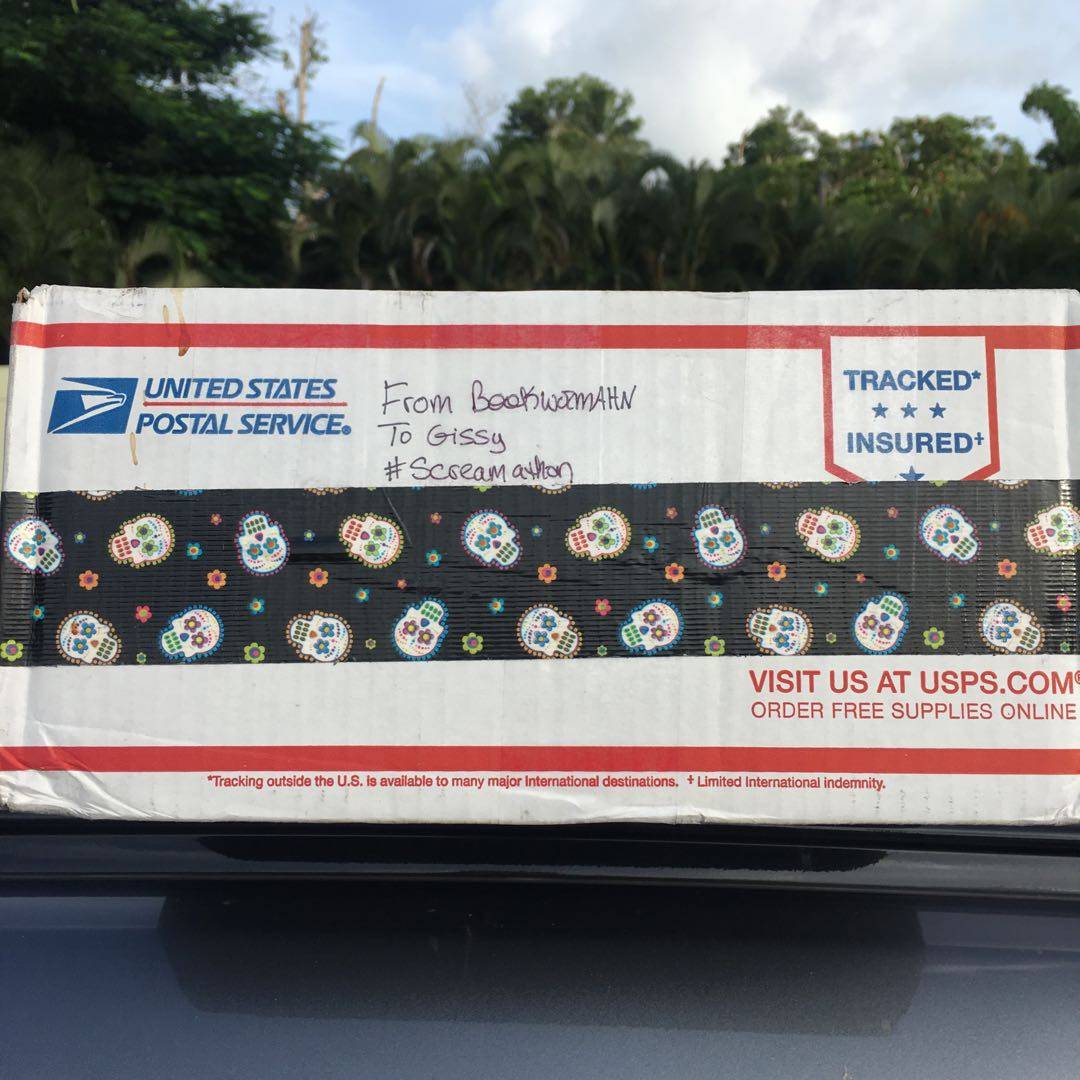 UNITED STATES
POSTAL SERVICE®
From BookwormAHN
To Gissy
#Screamathon
TRACKED*
INSURED†
VISIT US AT USPS.COM®
ORDER FREE SUPPLIES ONLINE
*Tracking outside the U.S. is available to many major International destinations. † Limited International indemnity.